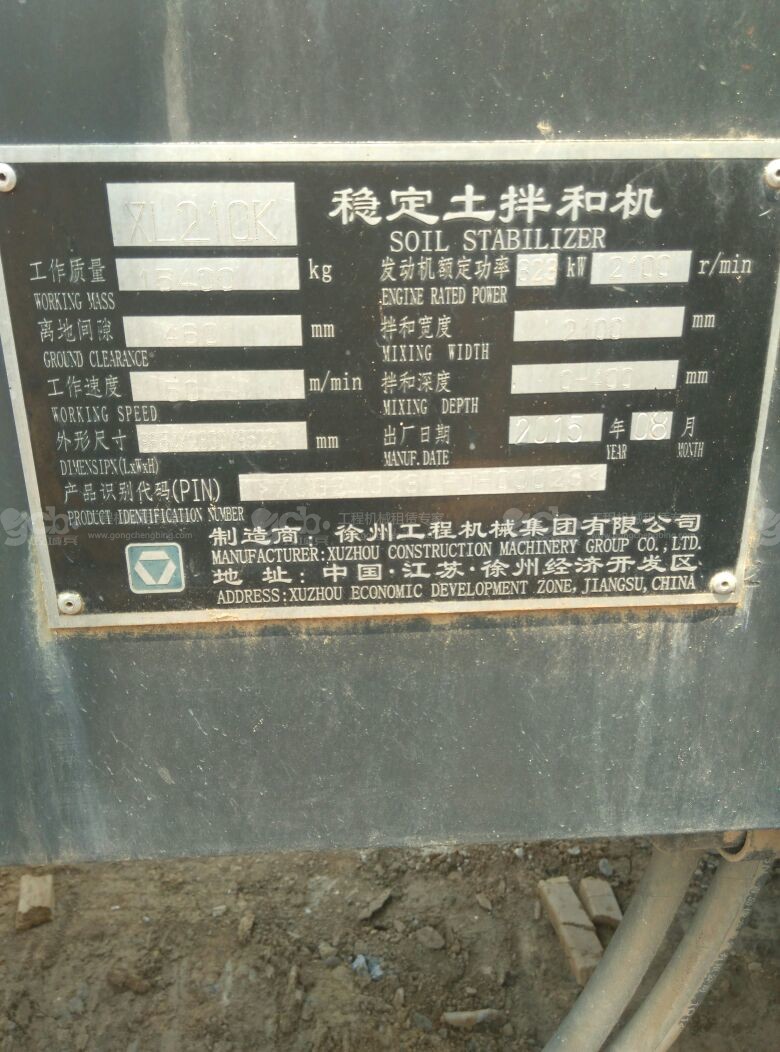 XL210K 稳定土拌和机
SOIL STABILIZER
工作质量 15400 kg 发动机额定功率 kW 2100 r/min
WORKING MASS ENGINE RATED POWER
离地间隙 mm 拌和宽度 2100 mm
GROUND CLEARANCE MIXING WIDTH
工作速度 m/min 拌和深度 0-400 mm
WORKING SPEED MIXING DEPTH
外形尺寸 mm 出厂日期 2015 年 08 月
DIMENSIPN(LxWxH) MANUF. DATE YEAR MONTH
产品识别代码(PIN)
PRODUCT IDENTIFICATION NUMBER
制造商: 徐州工程机械集团有限公司
MANUFACTURER:XUZHOU CONSTRUCTION MACHINERY GROUP CO.,LTD.
地 址: 中国·江苏·徐州经济开发区
ADDRESS:XUZHOU ECONOMIC DEVELOPMENT ZONE,JIANGSU,CHINA